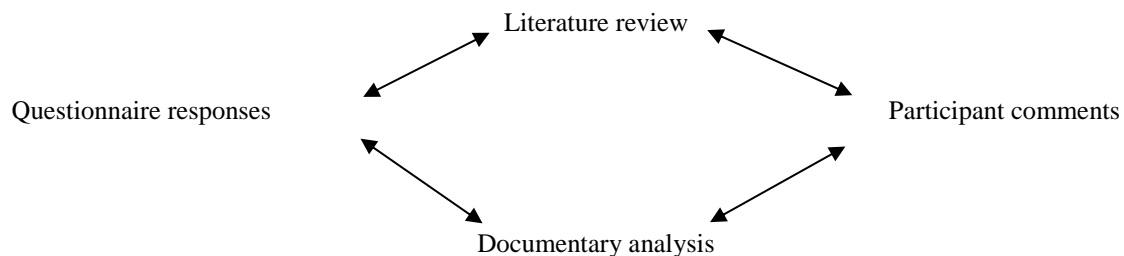 Literature review
Questionnaire responses
Participant comments
Documentary analysis